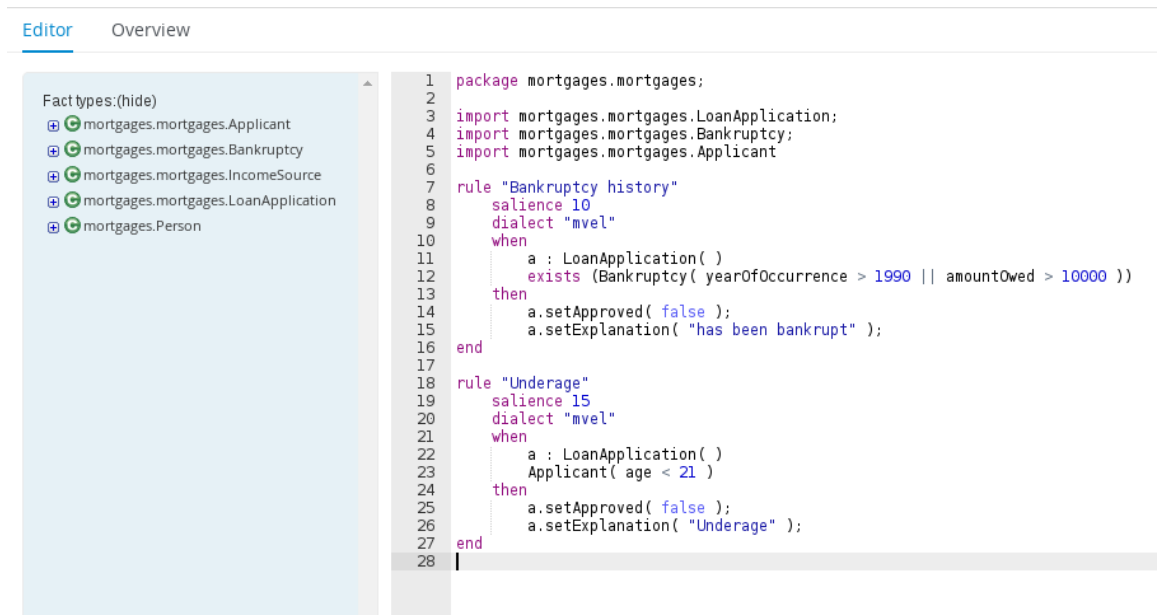 Editor Overview
Fact types:(hide)
mortgages.mortgages.Applicant
mortgages.mortgages.Bankruptcy
mortgages.mortgages.IncomeSource
mortgages.mortgages.LoanApplication
mortgages.Person
1 package mortgages.mortgages;
2
3 import mortgages.mortgages.LoanApplication;
4 import mortgages.mortgages.Bankruptcy;
5 import mortgages.mortgages.Applicant
6
7 rule "Bankruptcy history"
8 salience 10
9 dialect "mvel"
10 when
11 a : LoanApplication( )
12 exists (Bankruptcy( yearOfOccurrence > 1990 || amountOwed > 10000 ))
13 then
14 a.setApproved( false );
15 a.setExplanation( "has been bankrupt" );
16 end
17
18 rule "Underage"
19 salience 15
20 dialect "mvel"
21 when
22 a : LoanApplication( )
23 Applicant( age < 21 )
24 then
25 a.setApproved( false );
26 a.setExplanation( "Underage" );
27 end
28